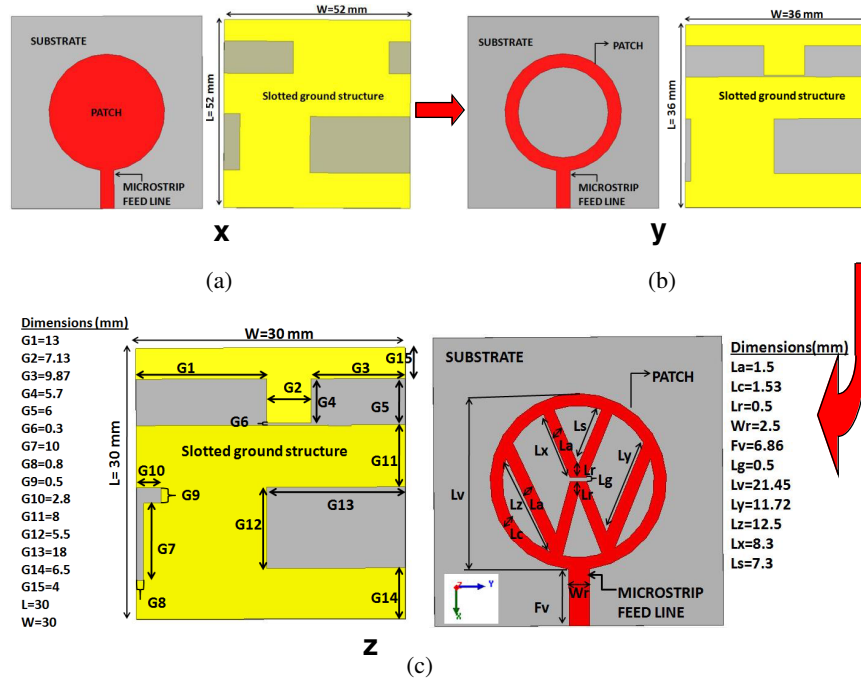 W=52 mm
SUBSTRATE
PATCH
MICROSTRIP
FEED LINE
L= 52 mm
Slotted ground structure
x
(a)
W=36 mm
SUBSTRATE
PATCH
MICROSTRIP
FEED LINE
L= 36 mm
Slotted ground structure
y
(b)
Dimensions (mm)
G1=13
G2=7.13
G3=9.87
G4=5.7
G5=6
G6=0.3
G7=10
G8=0.8
G9=0.5
G10=2.8
G11=8
G12=5.5
G13=18
G14=6.5
G15=4
L=30
W=30
W=30 mm
L= 30 mm
G15
G1
G2
G3
G4
G5
G6
Slotted ground structure
G11
G10
G9
G13
G12
G7
G8
G14
z
SUBSTRATE
PATCH
Ls
La
Lx
Ly
Lr
Lg
Lr
Lv
Lz
La
Lc
Z
Y
X
Wr
Fv
MICROSTRIP
FEED LINE
Dimensions(mm)
La=1.5
Lc=1.53
Lr=0.5
Wr=2.5
Fv=6.86
Lg=0.5
Lv=21.45
Ly=11.72
Lz=12.5
Lx=8.3
Ls=7.3
(c)